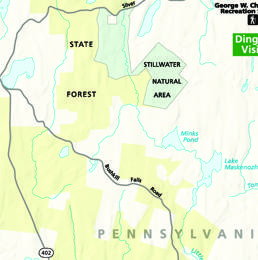 Silver
George W. Ch
Recreation
Ding
Visi
STATE
STILLWATER
NATURAL
AREA
FOREST
Minks
Pond
Lake
Maskenozha
Bushkill Falls Road
PENNSYLVANI
402
Little